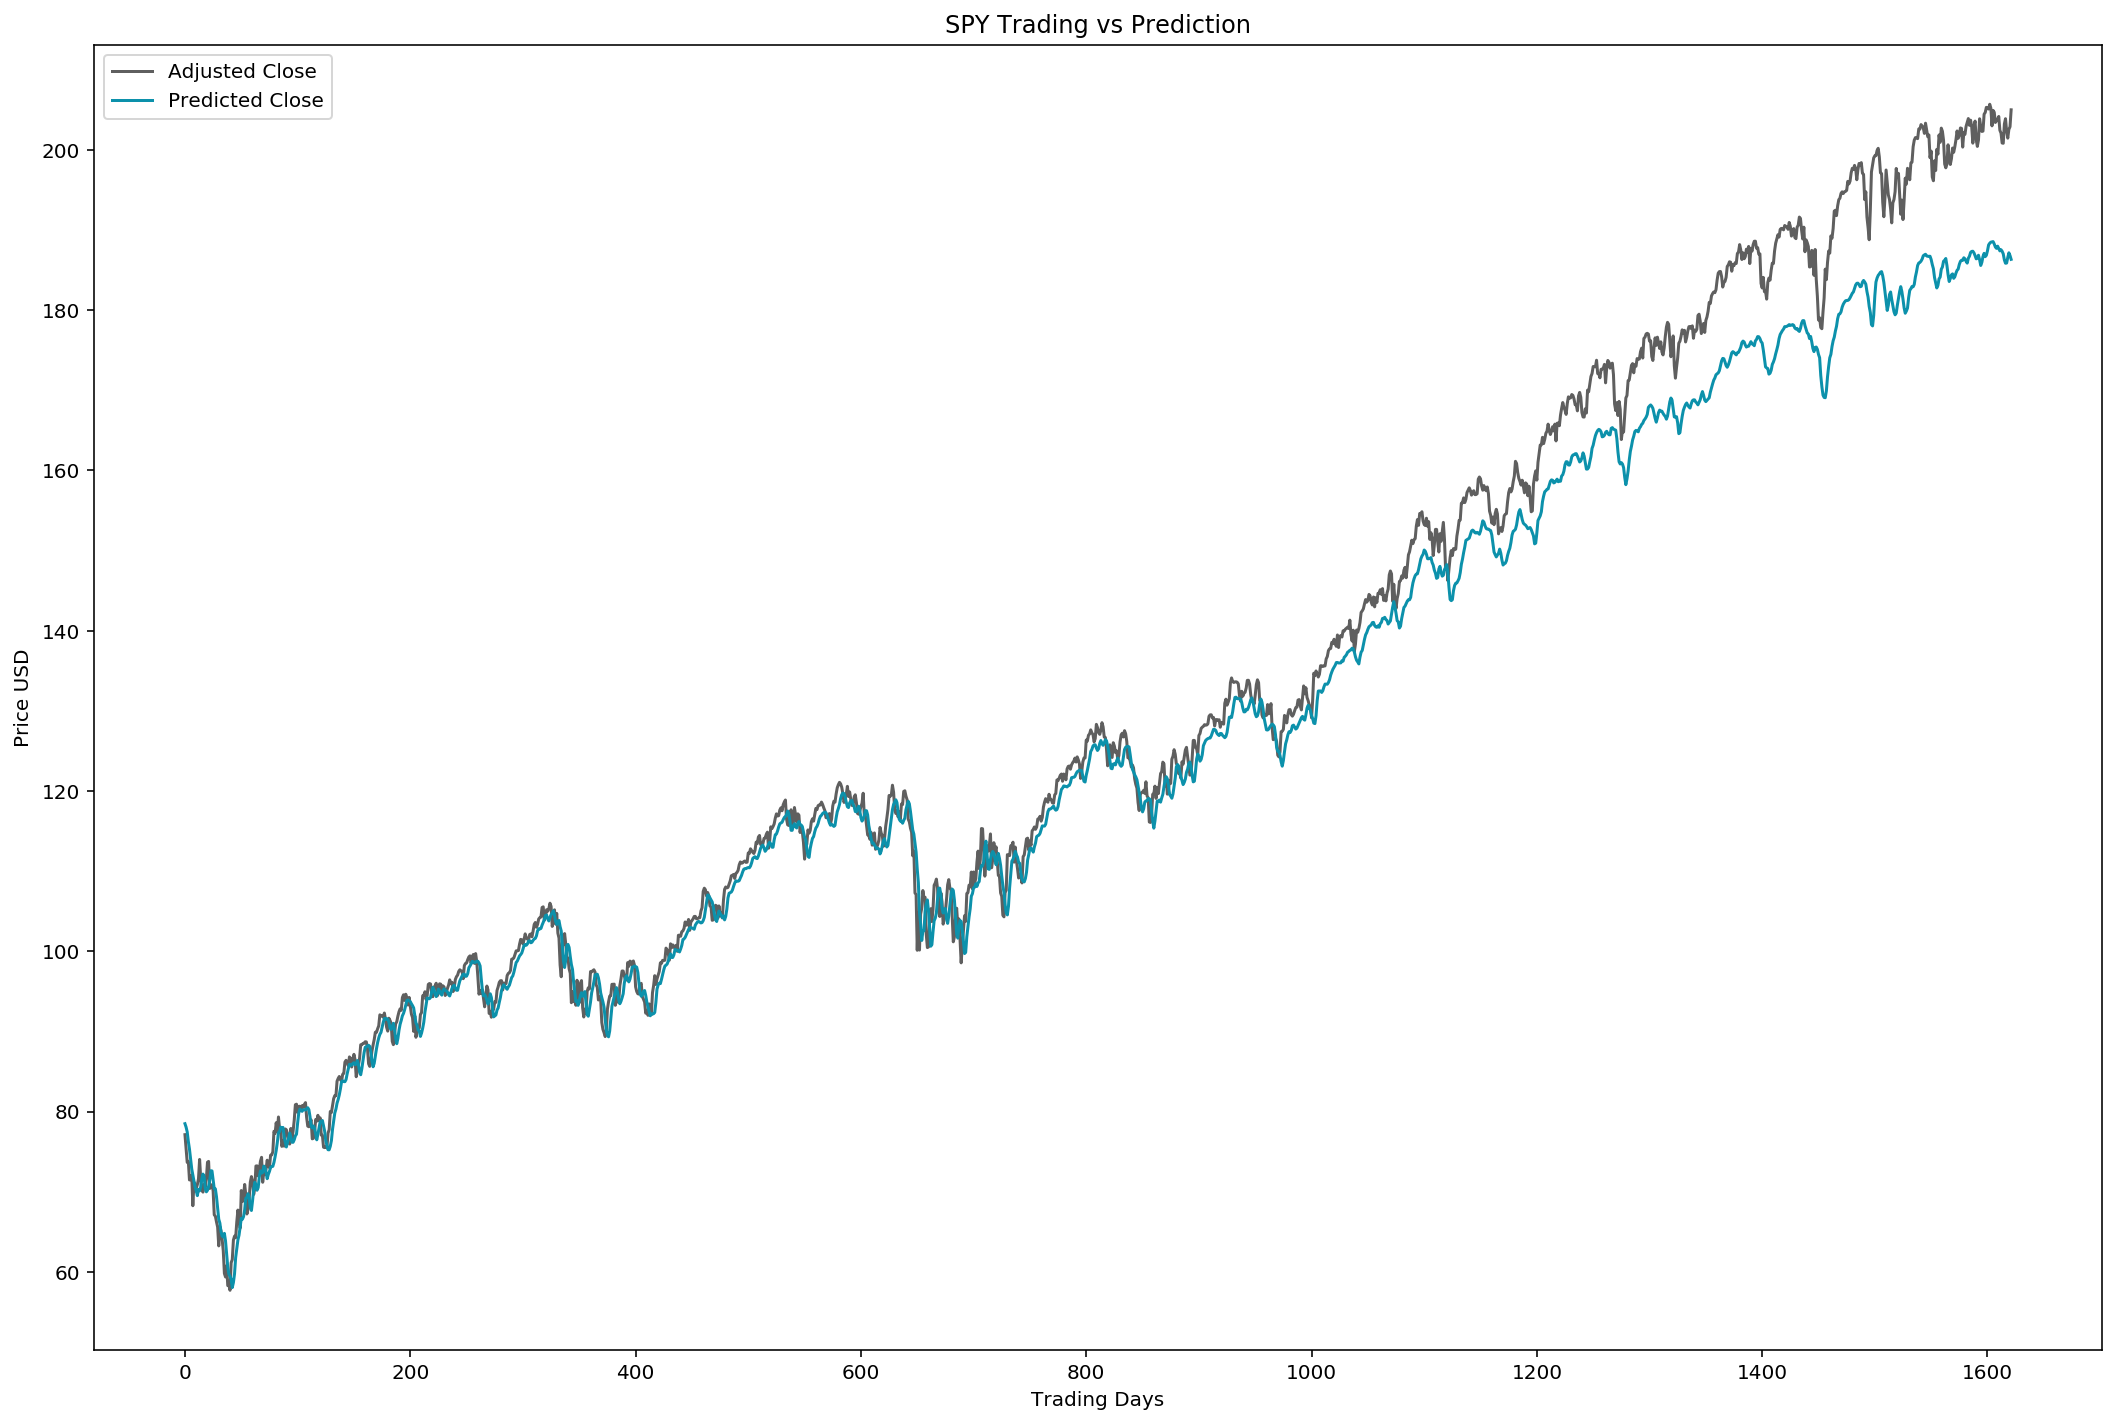 SPY Trading vs Prediction
Adjusted Close
Predicted Close
Price USD
200
180
160
140
120
100
80
60
0 200 400 600 800 1000 1200 1400 1600
Trading Days